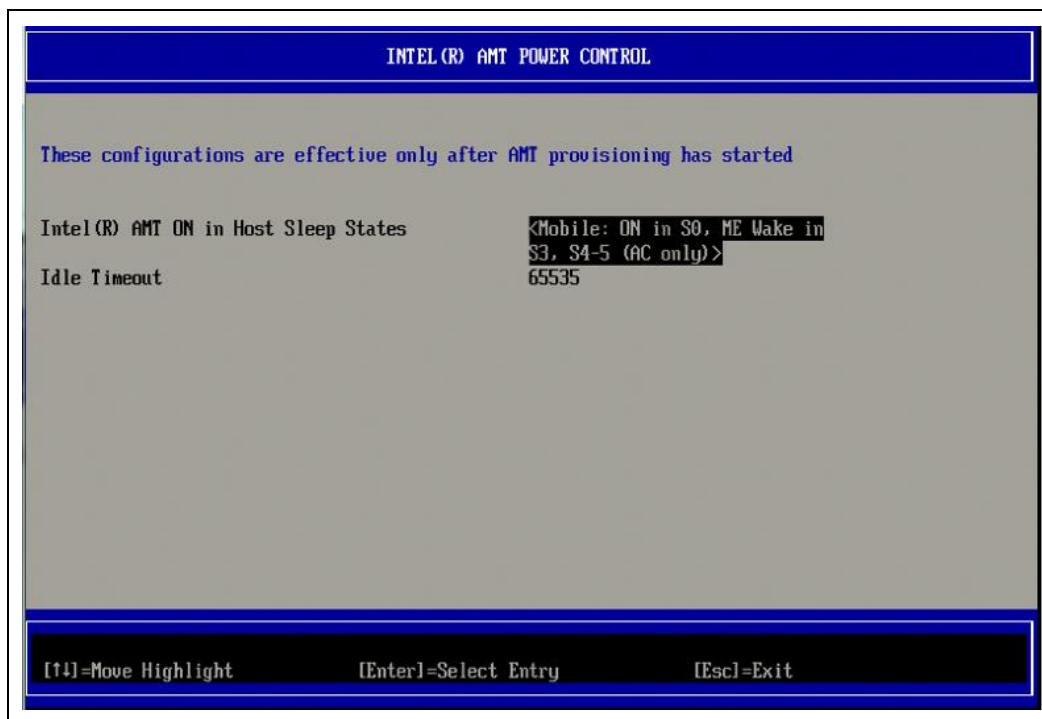 INTEL(R) AMT POWER CONTROL
These configurations are effective only after AMT provisioning has started
Intel(R) AMT ON in Host Sleep States <Mobile: ON in S0, ME Wake in
S3, S4-5 (AC only)>
Idle Timeout 65535
[↑↓]=Move Highlight [Enter]=Select Entry [Esc]=Exit